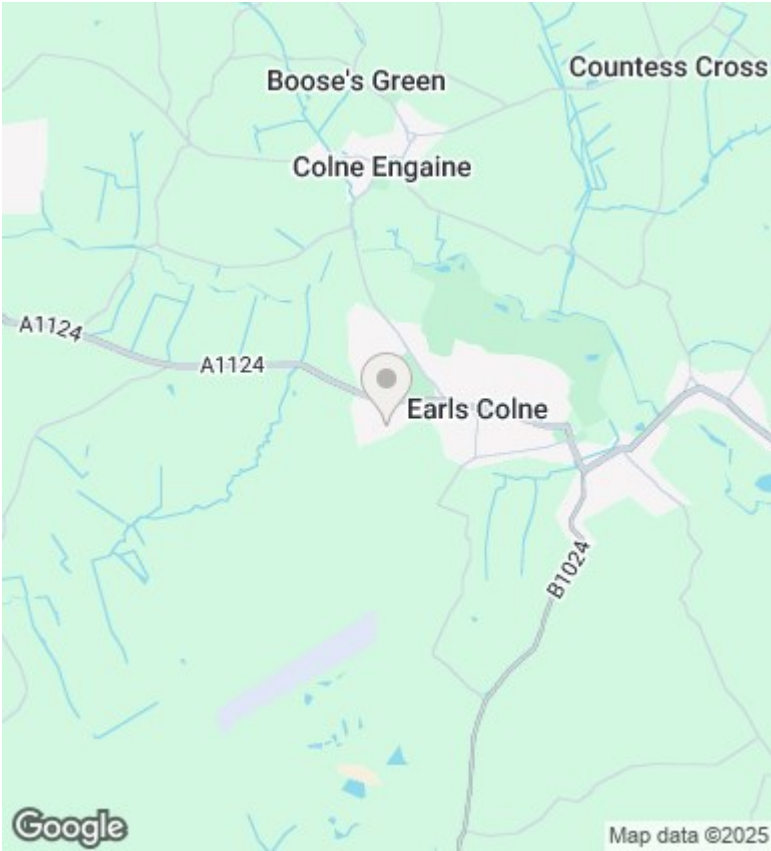 Boose's Green
Countess Cross
Colne Engaine
A1124
A1124
Earls Colne
B1024
Google
Map data ©2025